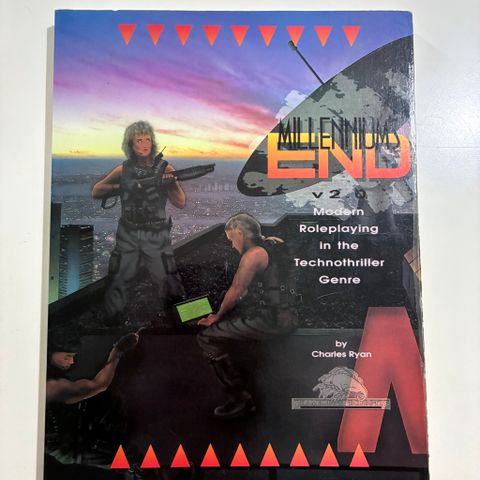 MILLENNIUM'S
END
v2.0
Modern
Roleplaying
in the
Technothriller
Genre
by
Charles Ryan